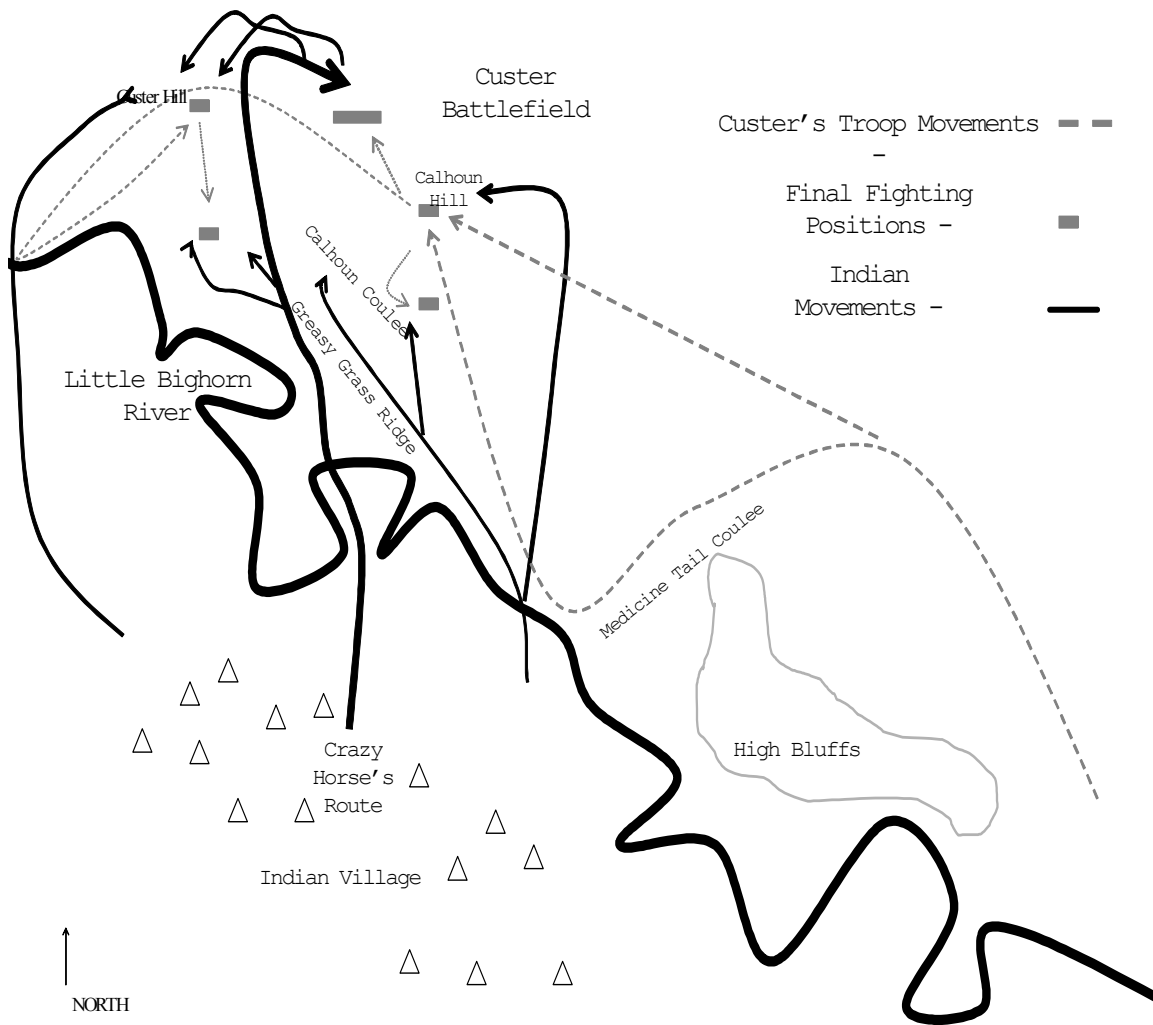 Custer
Battlefield
Custer Hill
Custer's Troop Movements –
Calhoun
Hill
Final Fighting
Positions –
Calhoun Coulee
Indian
Movements –
Greasy Grass Ridge
Little Bighorn
River
Medicine Tail Coulee
High Bluffs
Crazy
Horse's
Route
Indian Village
NORTH